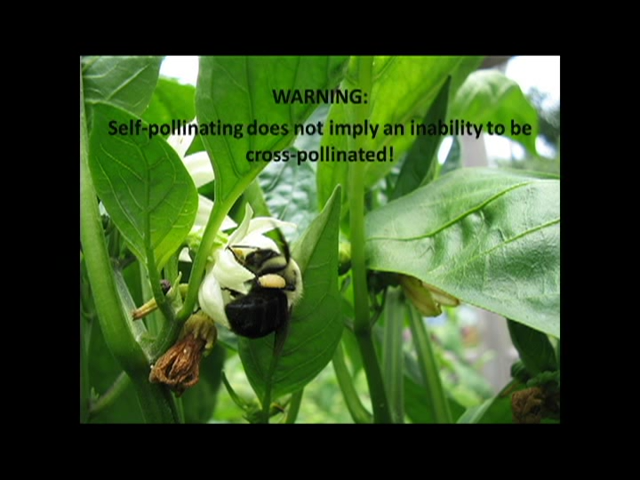 WARNING:
Self-pollinating does not imply an inability to be
cross-pollinated!